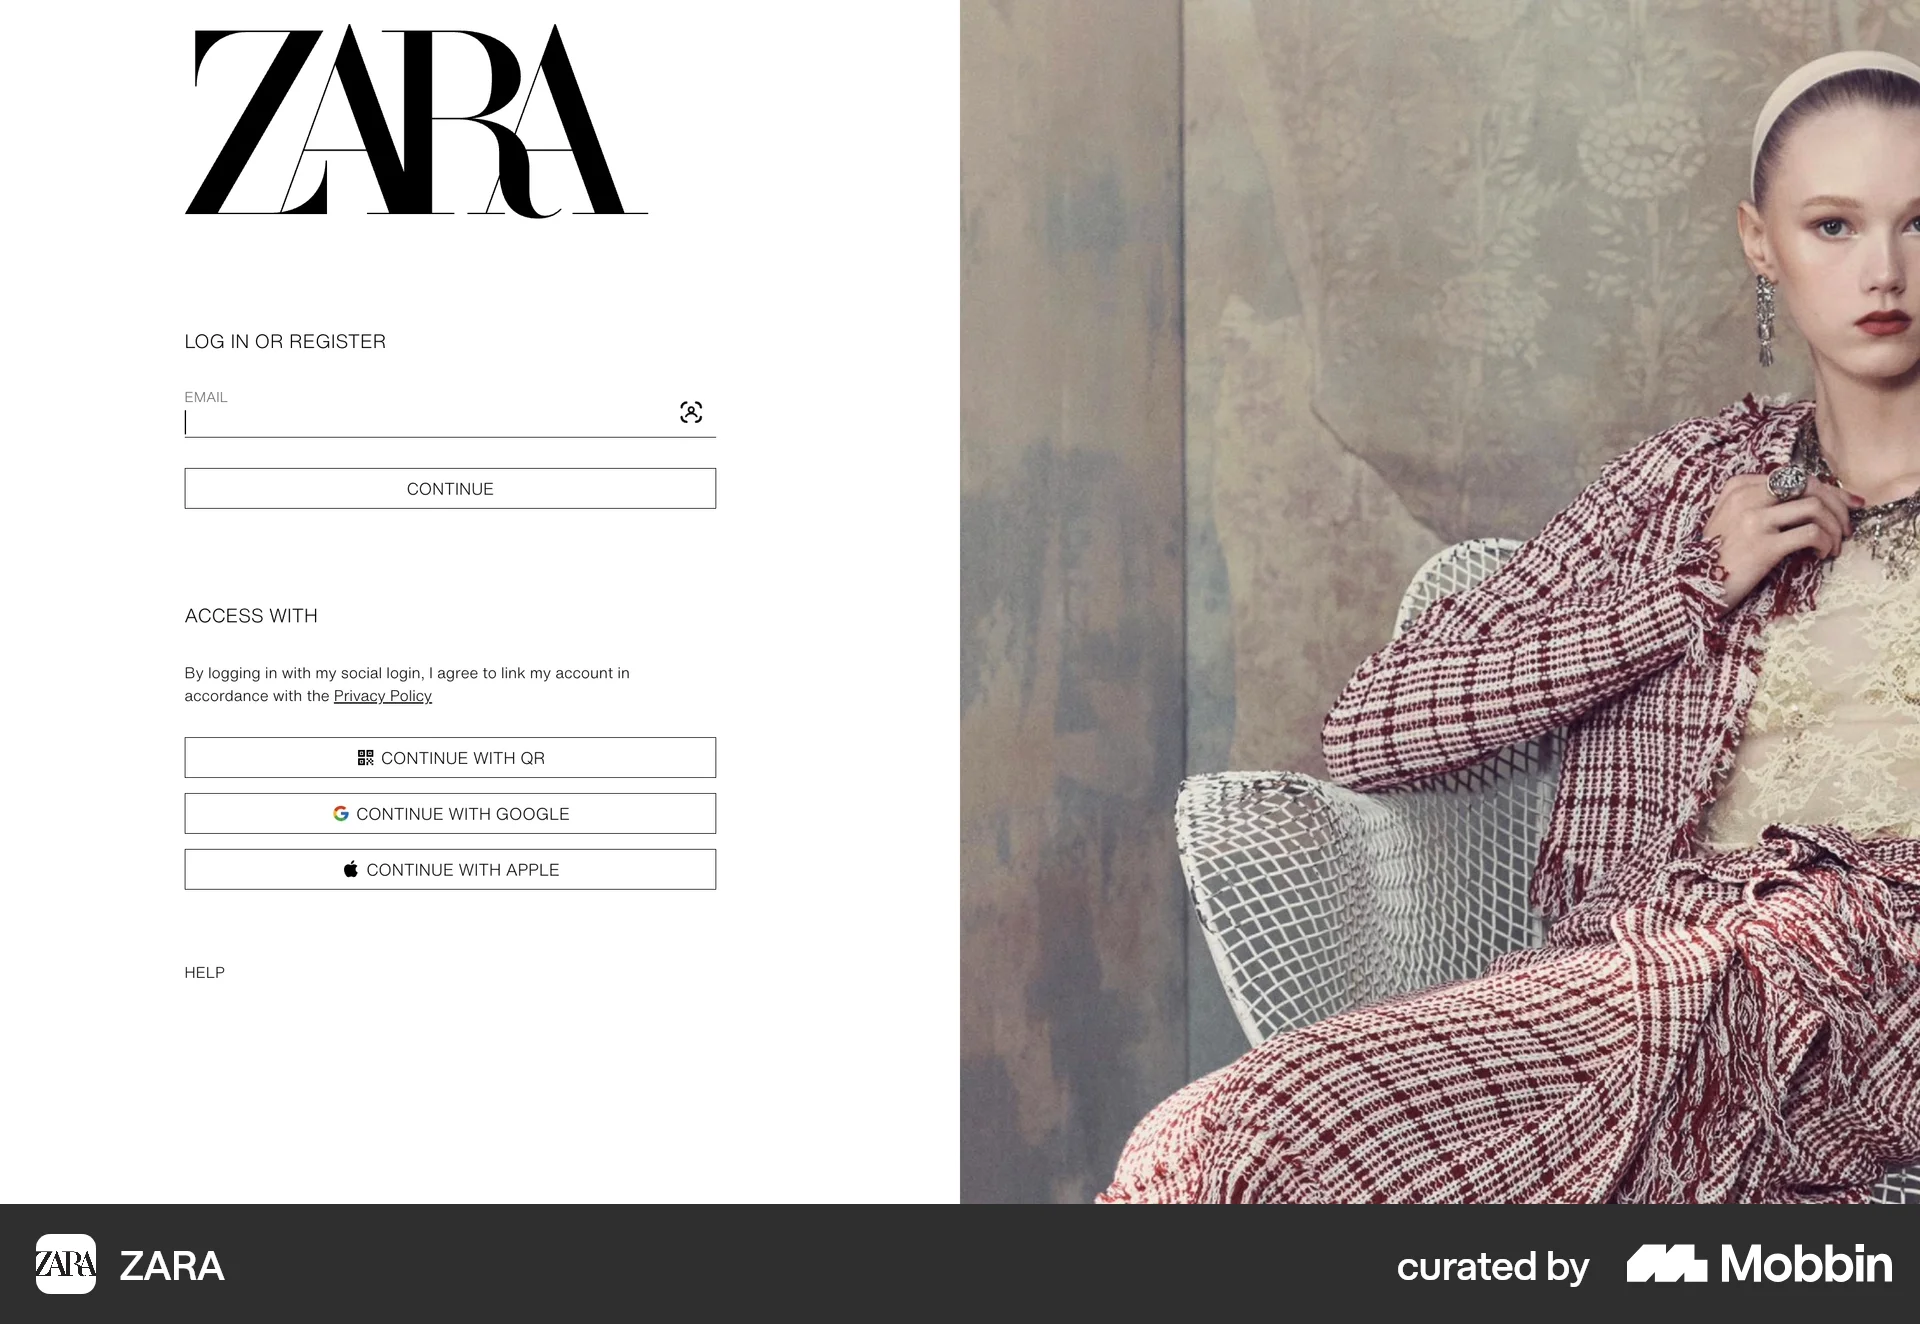 ZARA
LOG IN OR REGISTER
EMAIL
CONTINUE
ACCESS WITH
By logging in with my social login, I agree to link my account in
accordance with the Privacy Policy
CONTINUE WITH QR
CONTINUE WITH GOOGLE
CONTINUE WITH APPLE
HELP
ZARA
ZARA
curated by
Mobbin